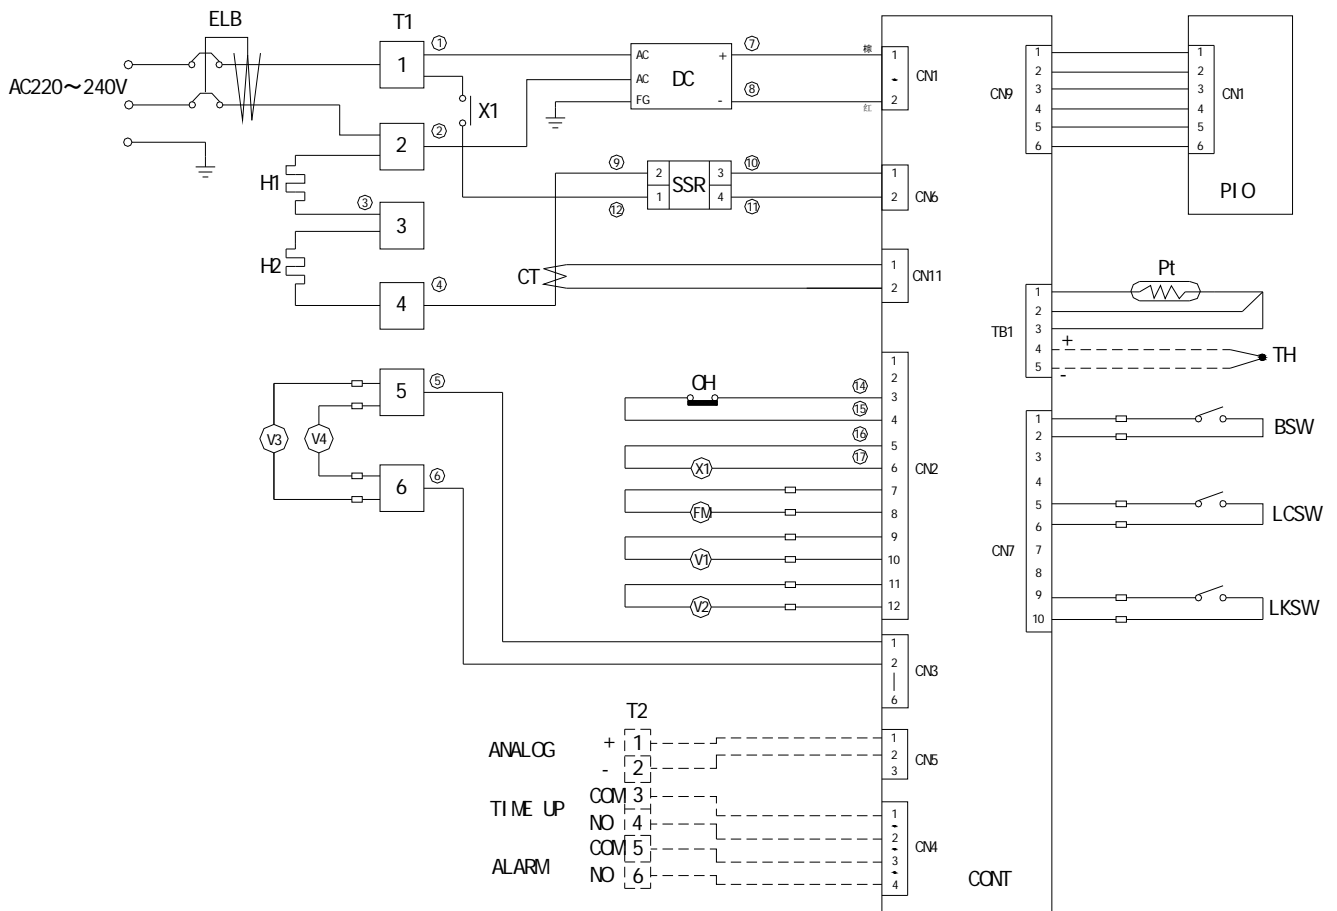 ELB
T1
AC220～240V
1
①
AC
AC
FG
DC
+
-
⑦
⑧
CN1
1
2
红
X1
2
②
H1
③
3
H2
4
④
⑨
⑫
2
1
SSR
3
4
⑩
⑪
1
2
CN6
CT
1
2
CN11
5
⑤
V3
V4
6
⑥
OH
⑭
⑮
⑯
⑰
X1
FM
V1
V2
1
2
3
4
5
6
7
8
9
10
11
12
CN2
1
2
6
CN3
T2
ANALOG
+ 1
- 2
TIME UP
COM 3
NO 4
ALARM
COM 5
NO 6
1
2
3
CN5
1
2
3
4
CN4
CONT
CN9
1
2
3
4
5
6
1
2
3
4
5
6
CN1
PIO
TB1
1
2
3
4
5
+
-
Pt
TH
CN7
1
2
3
4
5
6
7
8
9
10
BSW
LCSW
LKSW